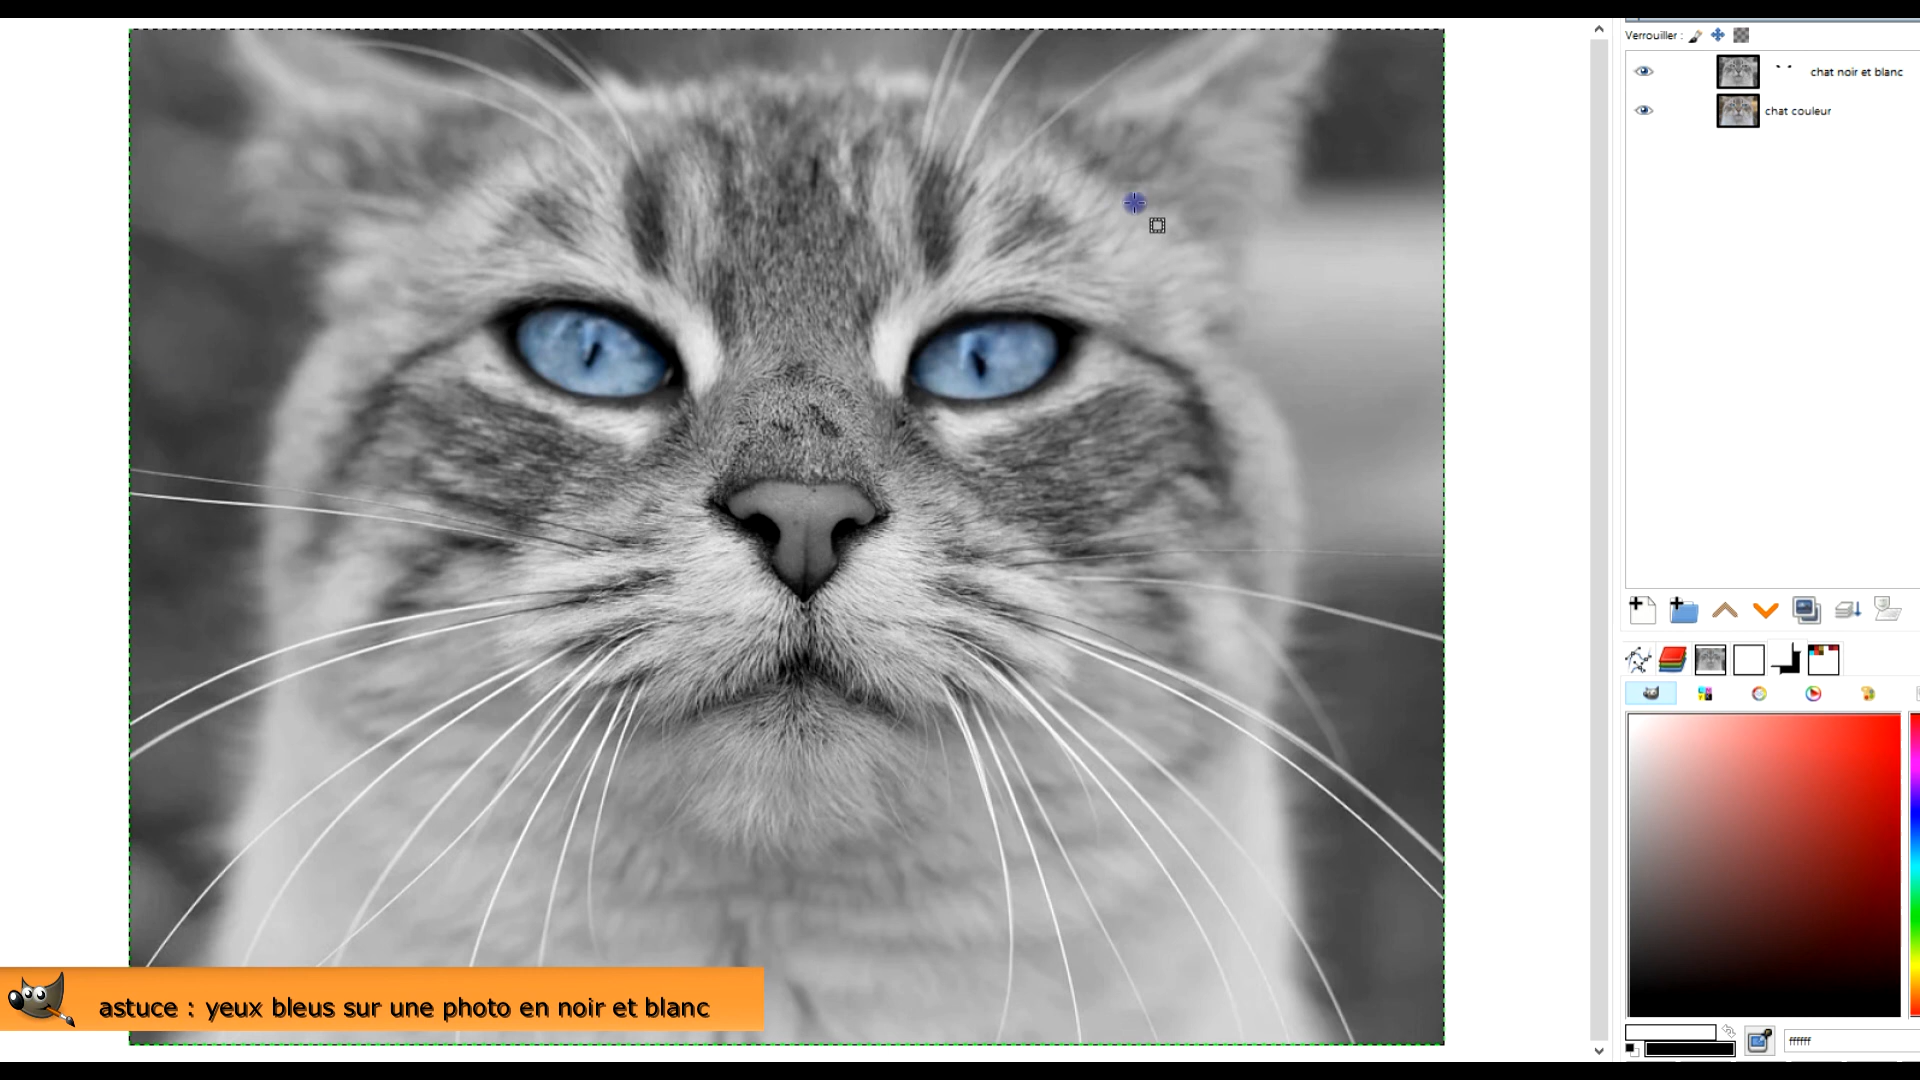 Verrouiller :
chat noir et blanc
chat couleur
ffffff
astuce : yeux bleus sur une photo en noir et blanc